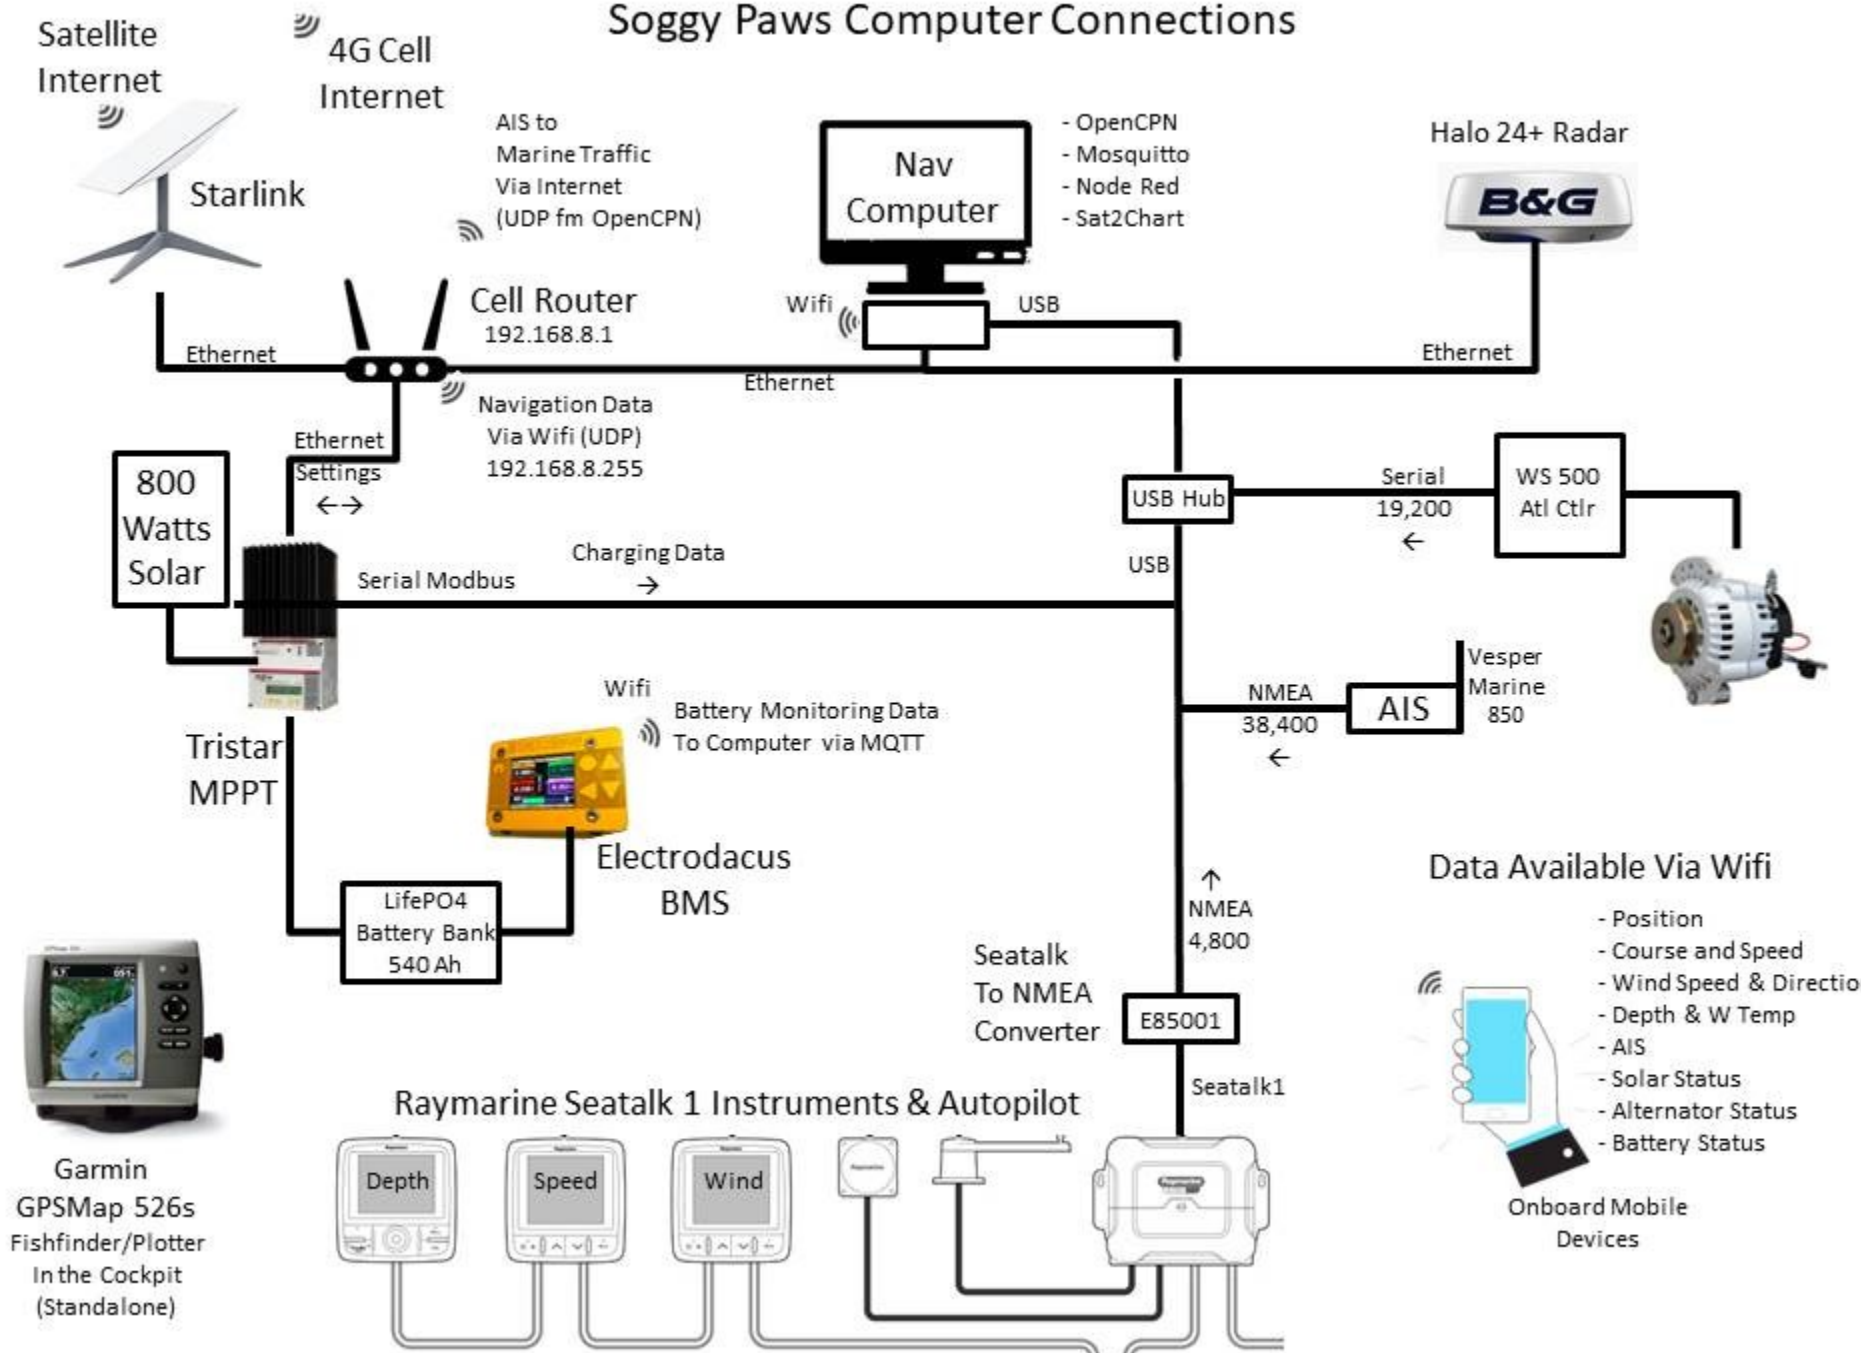 Soggy Paws Computer Connections
Satellite
Internet
4G Cell
Internet
Starlink
AIS to
Marine Traffic
Via Internet
(UDP fm OpenCPN)
Nav
Computer
- OpenCPN
- Mosquitto
- Node Red
- Sat2Chart
Halo 24+ Radar
B&G
Cell Router
192.168.8.1
Wifi
USB
Ethernet
Ethernet
Ethernet
Navigation Data
Via Wifi (UDP)
192.168.8.255
Ethernet
Settings
←→
800
Watts
Solar
USB Hub
Serial
19,200
←
WS 500
Atl Ctlr
USB
Charging Data
→
Serial Modbus
Tristar
MPPT
Wifi
Battery Monitoring Data
To Computer via MQTT
NMEA
38,400
←
AIS
Vesper
Marine
850
Electrodacus
BMS
LifePO4
Battery Bank
540 Ah
↑
NMEA
4,800
Seatalk
To NMEA
Converter
E85001
Seatalk1
Data Available Via Wifi
- Position
- Course and Speed
- Wind Speed & Directio
- Depth & W Temp
- AIS
- Solar Status
- Alternator Status
- Battery Status
Onboard Mobile
Devices
Garmin
GPSMap 526s
Fishfinder/Plotter
In the Cockpit
(Standalone)
Raymarine Seatalk 1 Instruments & Autopilot
Depth
Speed
Wind